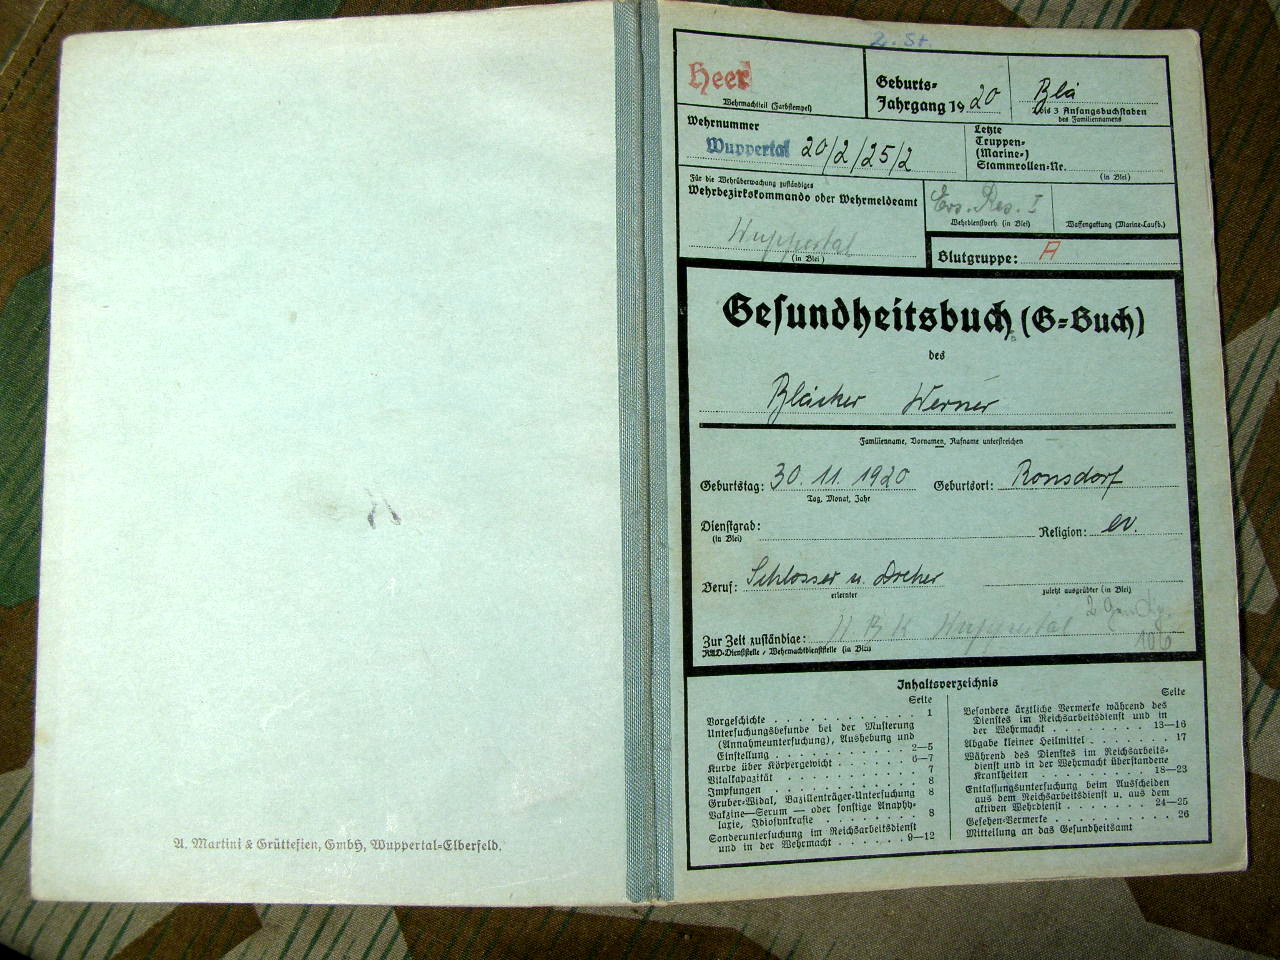 2. St.
Heer
Wehrmachtteil (Farbstempel)
Geburts-
Jahrgang 19 20
Blä
2 bis 3 Anfangsbuchstaben
des Familiennamens
Wehrnummer
Wuppertal 20/2/25/2
Letzte
Truppen-
(Marine-)
Stammrollen-Nr.
(in Blei)
Für die Wehrüberwachung zuständiges
Wehrbezirkskommando oder Wehrmeldeamt
Wuppertal
(in Blei)
Ers. Res. I
Wehrdienstverh. (in Blei)
Waffengattung (Marine-Laufb.)
Blutgruppe: A
Gesundheitsbuch (G-Buch)
des
Bläcker Werner
Familienname, Vornamen, Rufname unterstreichen
Geburtstag: 30. 11. 1920 Geburtsort: Ronsdorf
Tag, Monat, Jahr
Dienstgrad:
(in Blei)
Religion: ev.
Beruf: Schlosser u. Dreher
erlernter
zuletzt ausgeübter (in Blei)
Zur Zeit zuständige: W B K Wuppertal
106
RAD-Dienststelle / Wehrmachtdienststelle (in Blei)
Inhaltsverzeichnis
Seite
Vorgeschichte . . . . . . . . . . . . 1
Untersuchungsbefunde bei der Musterung
(Annahmeuntersuchung), Aushebung und
Einstellung . . . . . . . . . . . . 2—5
Kurve über Körpergewicht . . . . . . 6—7
Vitalkapazität . . . . . . . . . . . 7
Impfungen . . . . . . . . . . . . . 8
Gruber-Widal, Bazillenträger-Untersuchung 8
Vakzine—Serum — oder sonstige Anaphy-
laxie, Idiosynkrasie . . . . . . . . 8
Sonderuntersuchung im Reichsarbeitsdienst
und in der Wehrmacht . . . . . . . . 9—12
Seite
Besondere ärztliche Vermerke während des
Dienstes im Reichsarbeitsdienst und in
der Wehrmacht . . . . . . . . . . 13—16
Abgabe kleiner Heilmittel . . . . . . 17
Während des Dienstes im Reichsarbeits-
dienst und in der Wehrmacht überstandene
Krankheiten . . . . . . . . . . . 18—23
Entlassungsuntersuchung beim Ausscheiden
aus dem Reichsarbeitsdienst u. aus dem
aktiven Wehrdienst . . . . . . . . 24—25
Gesehen-Vermerke . . . . . . . . . . 26
Mitteilung an das Gesundheitsamt
A. Martini & Grüttefien, GmbH, Wuppertal-Elberfeld.